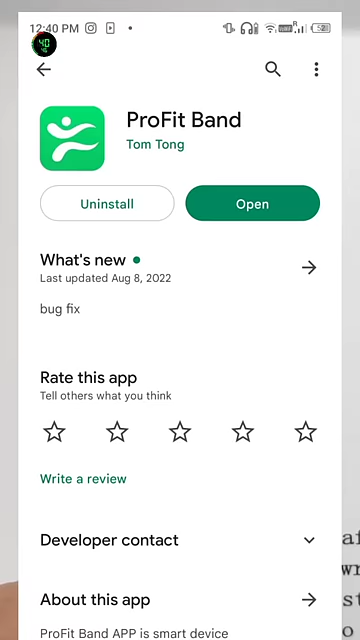 12:40 PM
40
ProFit Band
Tom Tong
Uninstall
Open
What's new
Last updated Aug 8, 2022
bug fix
Rate this app
Tell others what you think
Write a review
Developer contact
About this app
ProFit Band APP is smart device